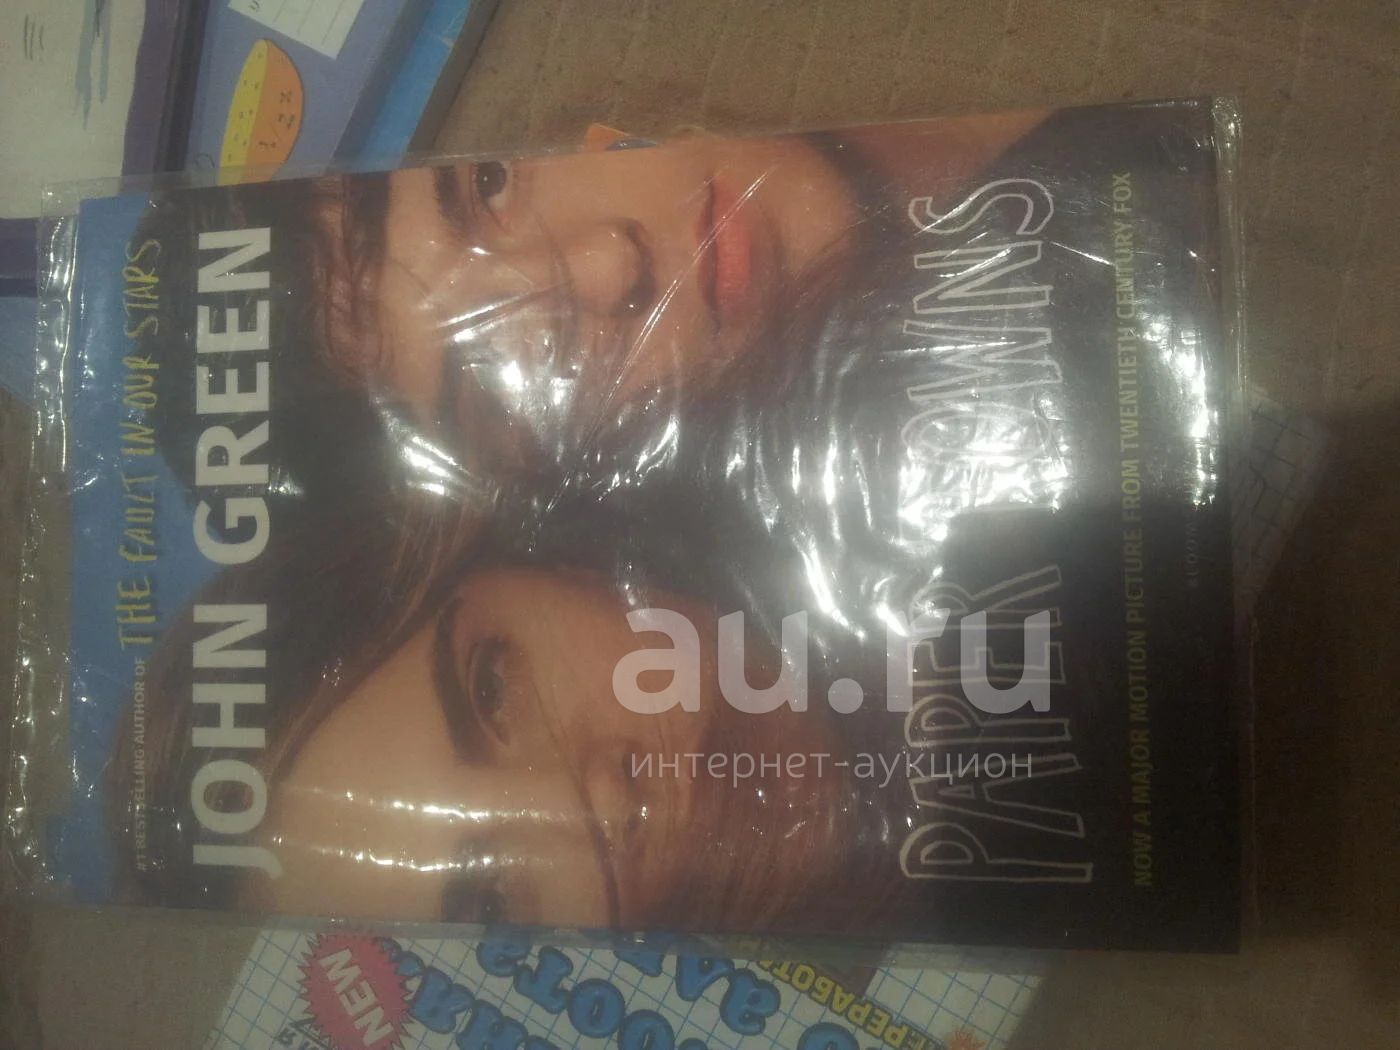 #1 BESTSELLING AUTHOR OF THE FAULT IN OUR STARS
JOHN GREEN
PAPER TOWNS
NOW A MAJOR MOTION PICTURE FROM TWENTIETH CENTURY FOX
au.ru
интернет-аукцион
NEW